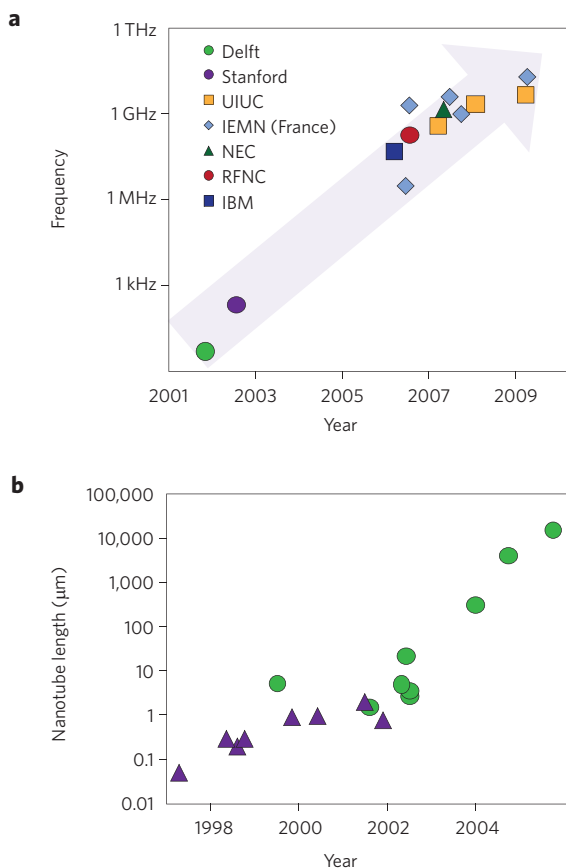 a
1 THz
1 GHz
1 MHz
1 kHz
Frequency
Delft
Stanford
UIUC
IEMN (France)
NEC
RFNC
IBM
2001 2003 2005 2007 2009
Year
b
100,000
10,000
1,000
100
10
1
0.1
0.01
Nanotube length (μm)
1998 2000 2002 2004
Year